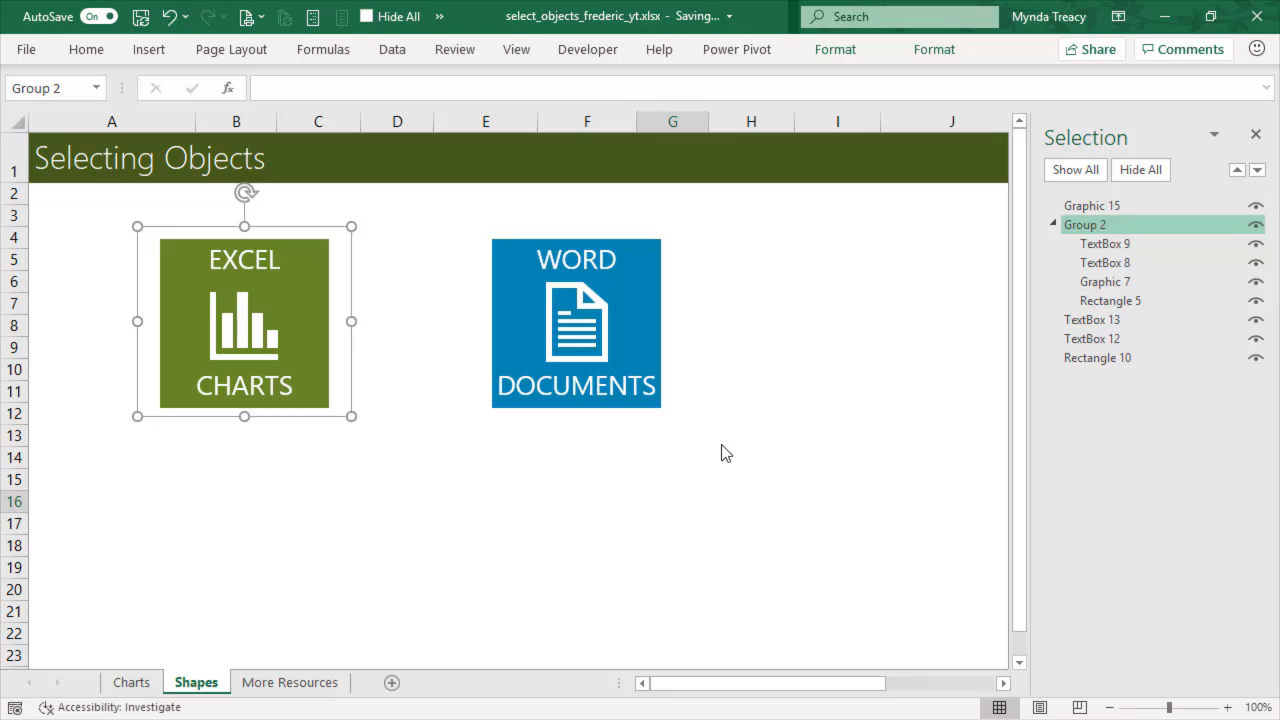 AutoSave On Hide All » select_objects_frederic_yt.xlsx - Saving... Search Mynda Treacy
File Home Insert Page Layout Formulas Data Review View Developer Help Power Pivot Format Format Share Comments
Group 2 fx
A B C D E F G H I J
1 Selecting Objects
2
3
4
5
6
7
8
9
10
11
12
13
14
15
16
17
18
19
20
21
22
23
EXCEL
CHARTS
WORD
DOCUMENTS
Selection
Show All Hide All
Graphic 15
Group 2
TextBox 9
TextBox 8
Graphic 7
Rectangle 5
TextBox 13
TextBox 12
Rectangle 10
Charts Shapes More Resources
Accessibility: Investigate 100%